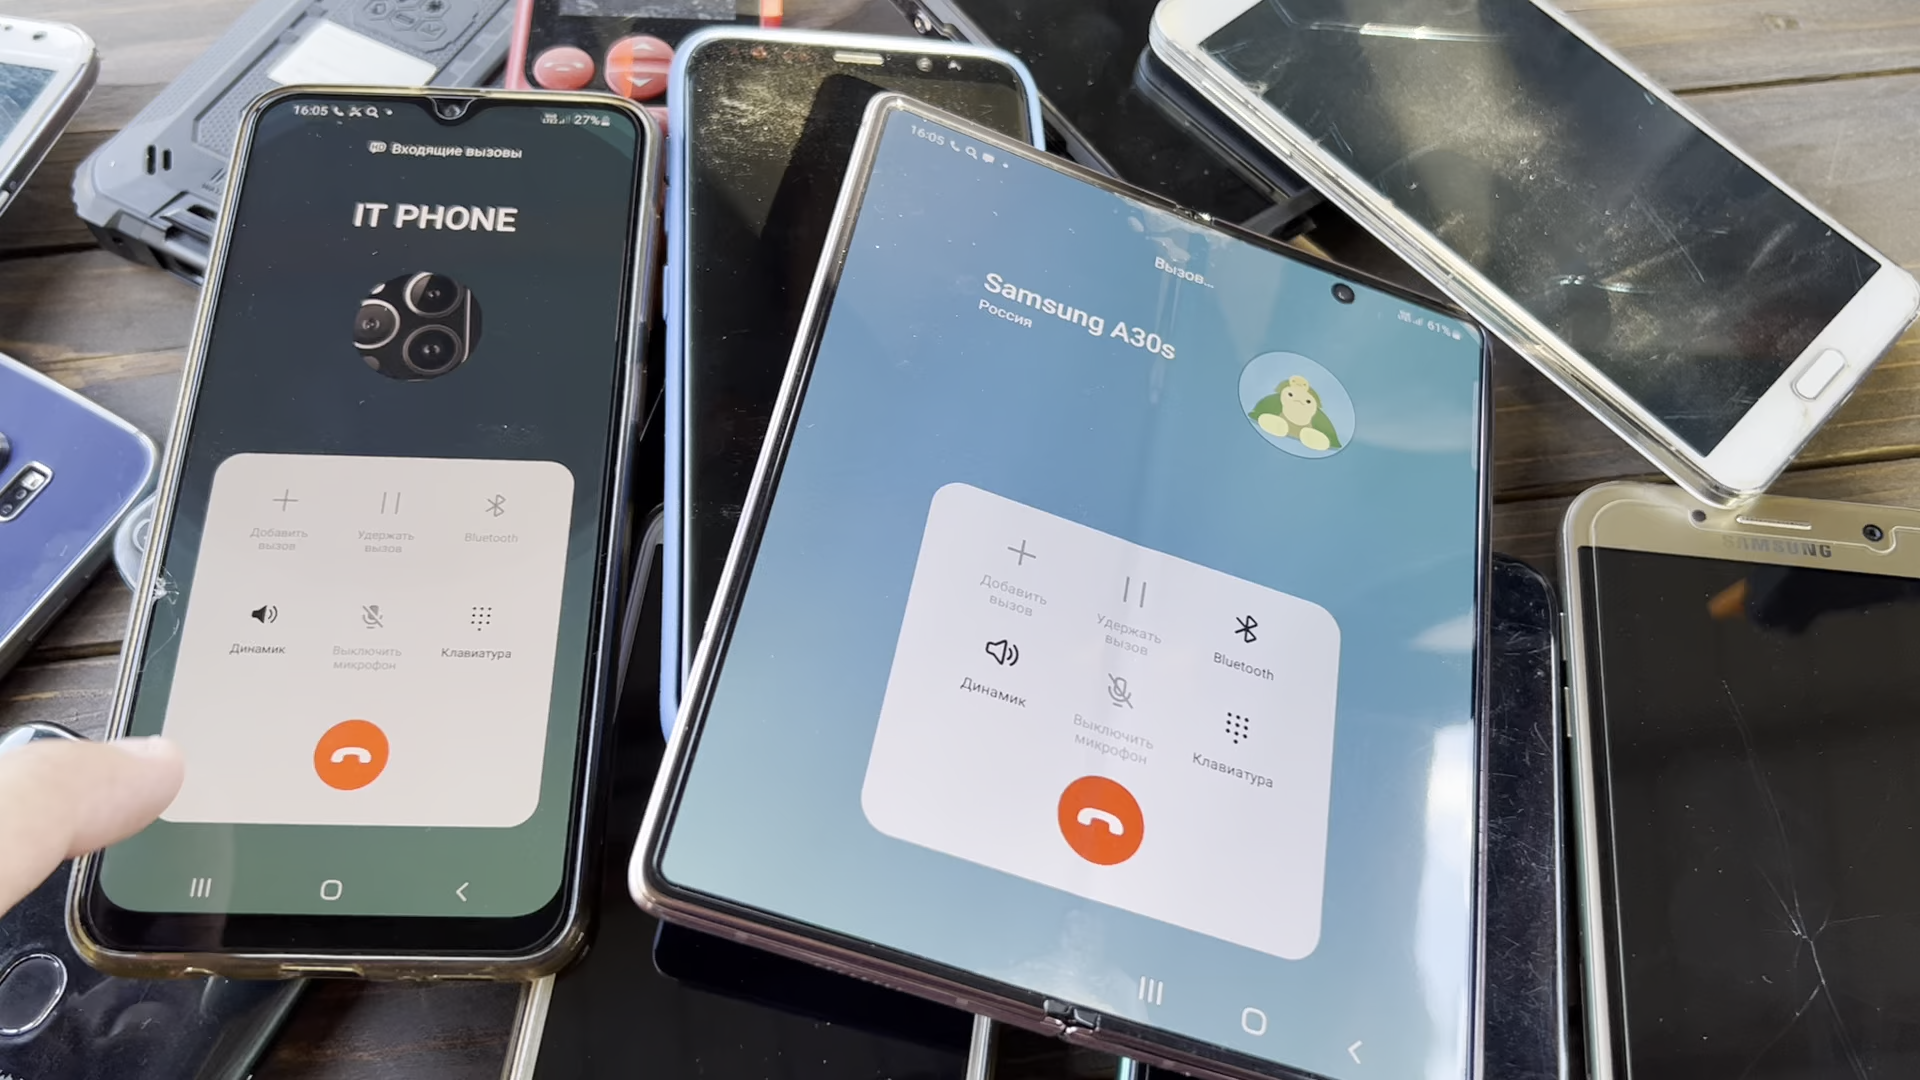 16:05
27%
Входящие вызовы
IT PHONE
Добавить
вызов
Удержать
вызов
Bluetooth
Динамик
Выключить
микрофон
Клавиатура
16:05
61%
Вызов...
Samsung A30s
Россия
Добавить
вызов
Удержать
вызов
Bluetooth
Динамик
Выключить
микрофон
Клавиатура
SAMSUNG